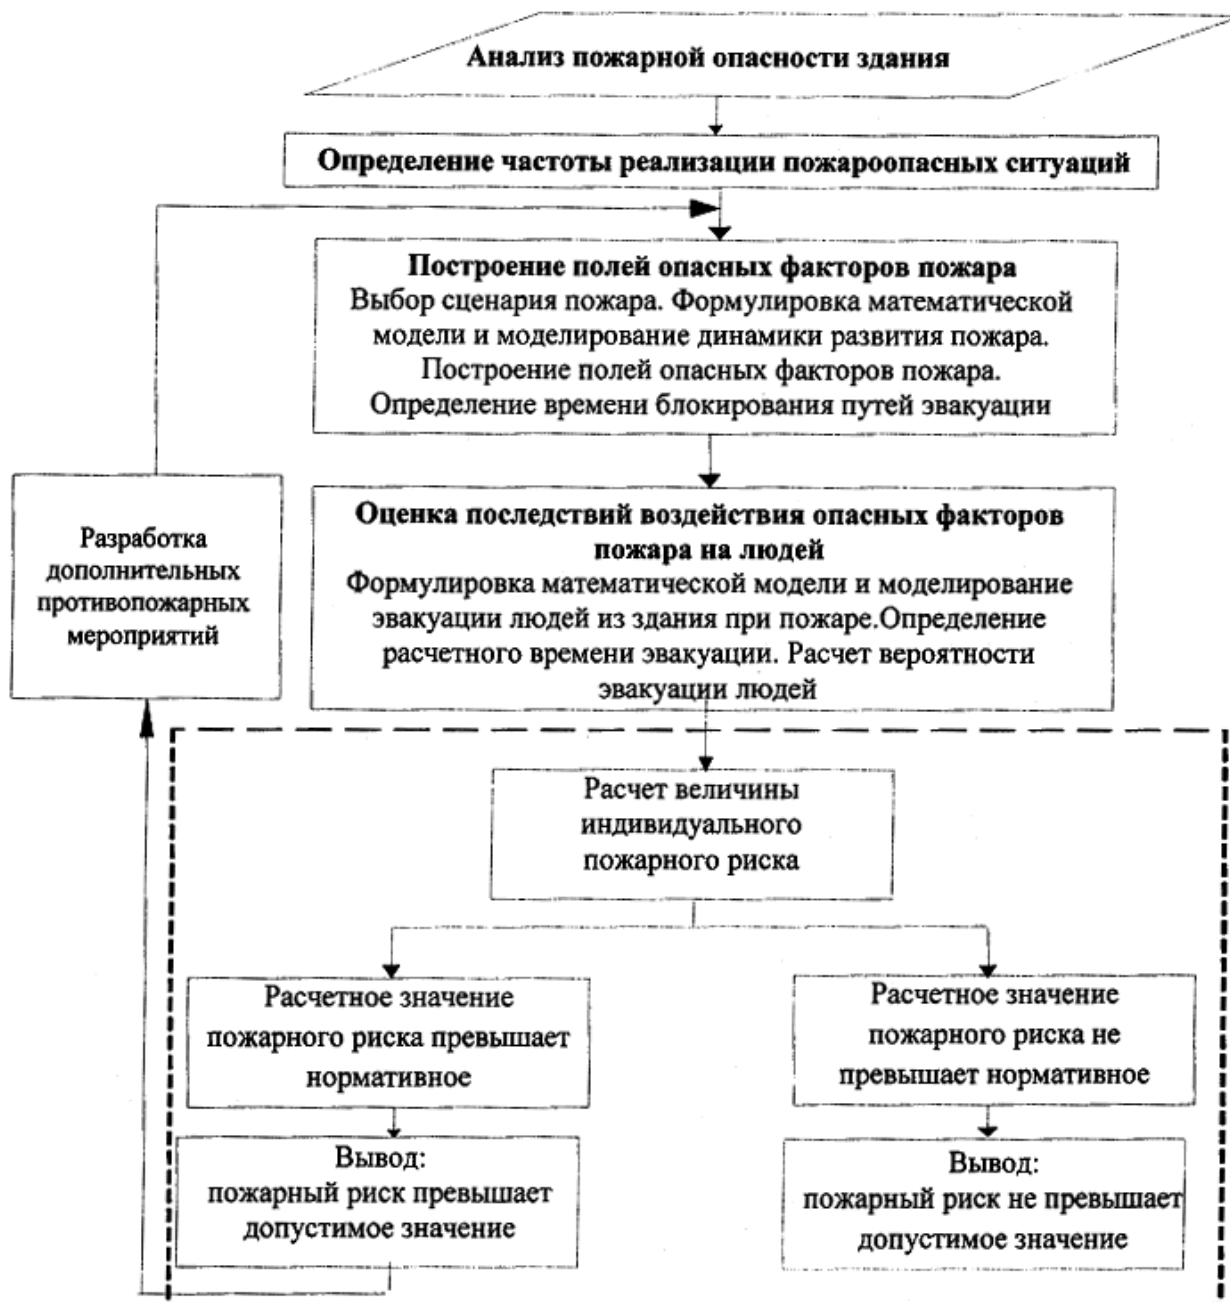 Анализ пожарной опасности здания
Определение частоты реализации пожароопасных ситуаций
Построение полей опасных факторов пожара
Выбор сценария пожара. Формулировка математической
модели и моделирование динамики развития пожара.
Построение полей опасных факторов пожара.
Определение времени блокирования путей эвакуации
Разработка
дополнительных
противопожарных
мероприятий
Оценка последствий воздействия опасных факторов
пожара на людей
Формулировка математической модели и моделирование
эвакуации людей из здания при пожаре.Определение
расчетного времени эвакуации. Расчет вероятности
эвакуации людей
Расчет величины
индивидуального
пожарного риска
Расчетное значение
пожарного риска превышает
нормативное
Расчетное значение
пожарного риска не
превышает нормативное
Вывод:
пожарный риск превышает
допустимое значение
Вывод:
пожарный риск не превышает
допустимое значение